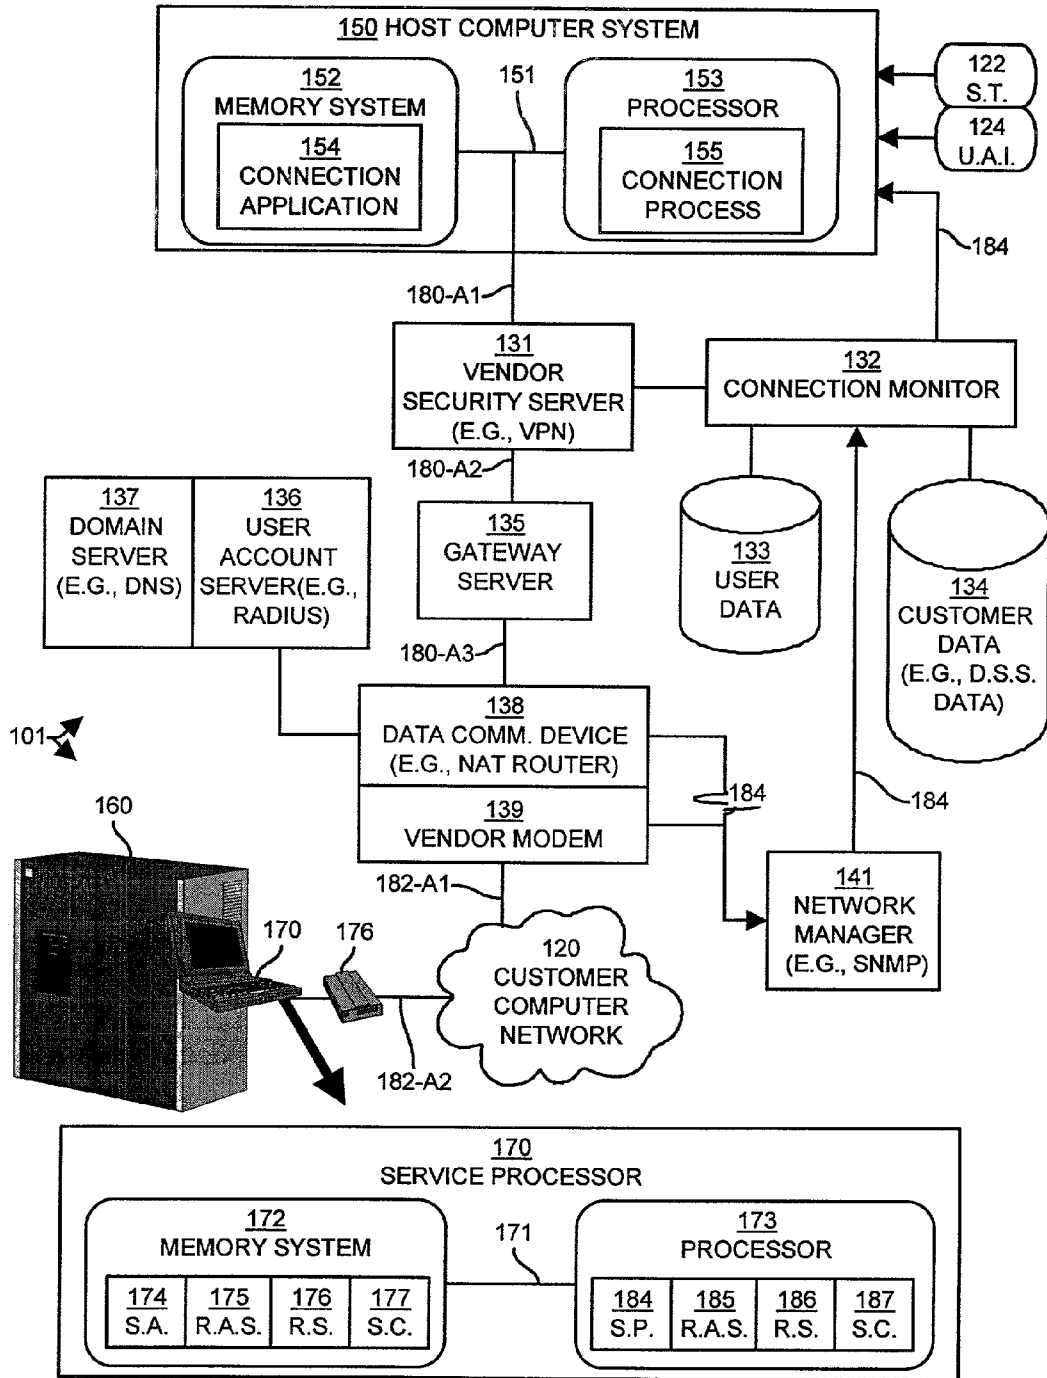 150 HOST COMPUTER SYSTEM
152
MEMORY SYSTEM
154
CONNECTION
APPLICATION
151
153
PROCESSOR
155
CONNECTION
PROCESS
122
S.T.
124
U.A.I.
184
180-A1
131
VENDOR
SECURITY SERVER
(E.G., VPN)
132
CONNECTION MONITOR
180-A2
137
DOMAIN
SERVER
(E.G., DNS)
136
USER
ACCOUNT
SERVER(E.G.,
RADIUS)
135
GATEWAY
SERVER
133
USER
DATA
134
CUSTOMER
DATA
(E.G., D.S.S.
DATA)
180-A3
138
DATA COMM. DEVICE
(E.G., NAT ROUTER)
139
VENDOR MODEM
184
184
101
160
182-A1
141
NETWORK
MANAGER
(E.G., SNMP)
170
176
120
CUSTOMER
COMPUTER
NETWORK
182-A2
170
SERVICE PROCESSOR
172
MEMORY SYSTEM
174
S.A.
175
R.A.S.
176
R.S.
177
S.C.
171
173
PROCESSOR
184
S.P.
185
R.A.S.
186
R.S.
187
S.C.